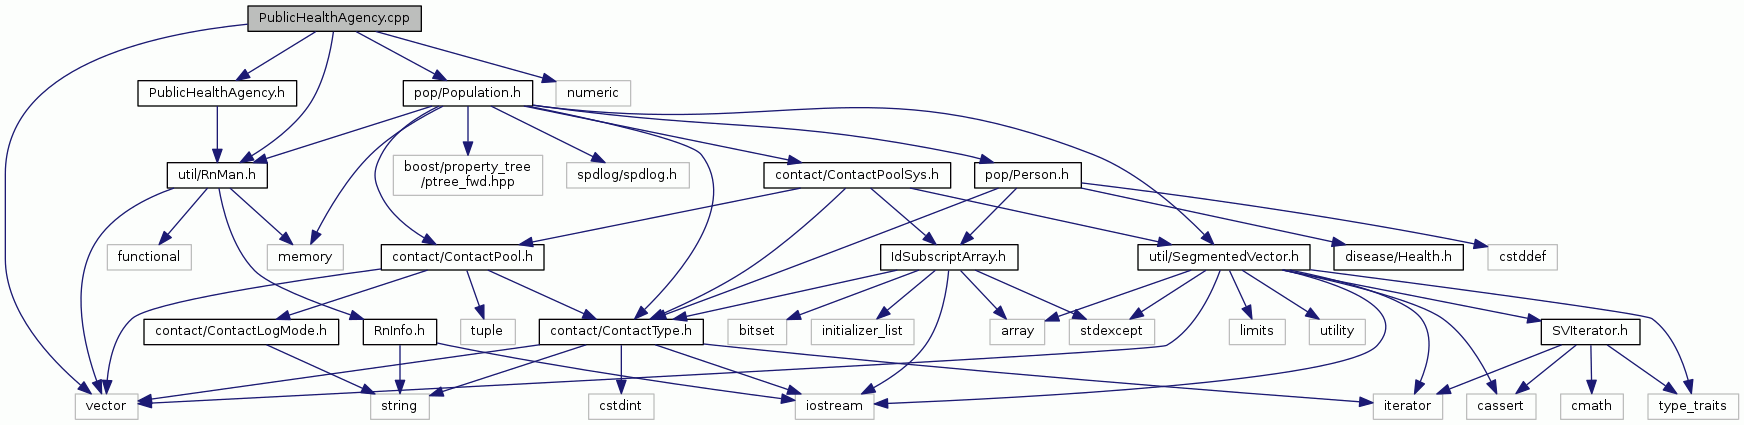 PublicHealthAgency.cpp
PublicHealthAgency.h
pop/Population.h
numeric
util/RnMan.h
boost/property_tree
/ptree_fwd.hpp
spdlog/spdlog.h
contact/ContactPoolSys.h
pop/Person.h
functional
memory
contact/ContactPool.h
IdSubscriptArray.h
util/SegmentedVector.h
disease/Health.h
cstddef
contact/ContactLogMode.h
RnInfo.h
tuple
contact/ContactType.h
bitset
initializer_list
array
stdexcept
limits
utility
SVIterator.h
vector
string
cstdint
iostream
iterator
cassert
cmath
type_traits